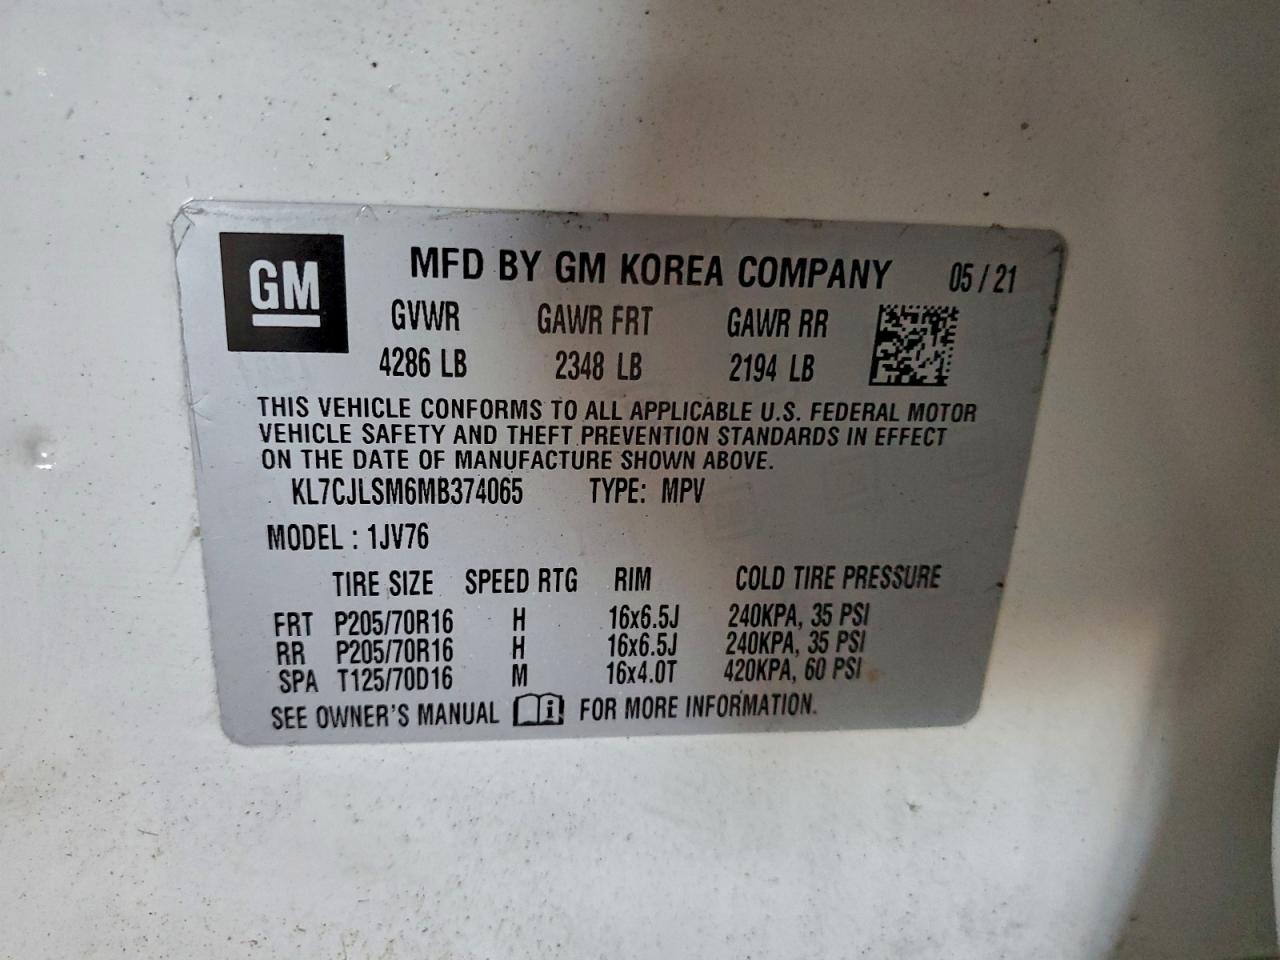 GM
MFD BY GM KOREA COMPANY 05/21
GVWR GAWR FRT GAWR RR
4286 LB 2348 LB 2194 LB
THIS VEHICLE CONFORMS TO ALL APPLICABLE U.S. FEDERAL MOTOR
VEHICLE SAFETY AND THEFT PREVENTION STANDARDS IN EFFECT
ON THE DATE OF MANUFACTURE SHOWN ABOVE.
KL7CJLSM6MB374065 TYPE: MPV
MODEL : 1JV76
TIRE SIZE SPEED RTG RIM COLD TIRE PRESSURE
FRT P205/70R16 H 16x6.5J 240KPA, 35 PSI
RR P205/70R16 H 16x6.5J 240KPA, 35 PSI
SPA T125/70D16 M 16x4.0T 420KPA, 60 PSI
SEE OWNER'S MANUAL i FOR MORE INFORMATION.